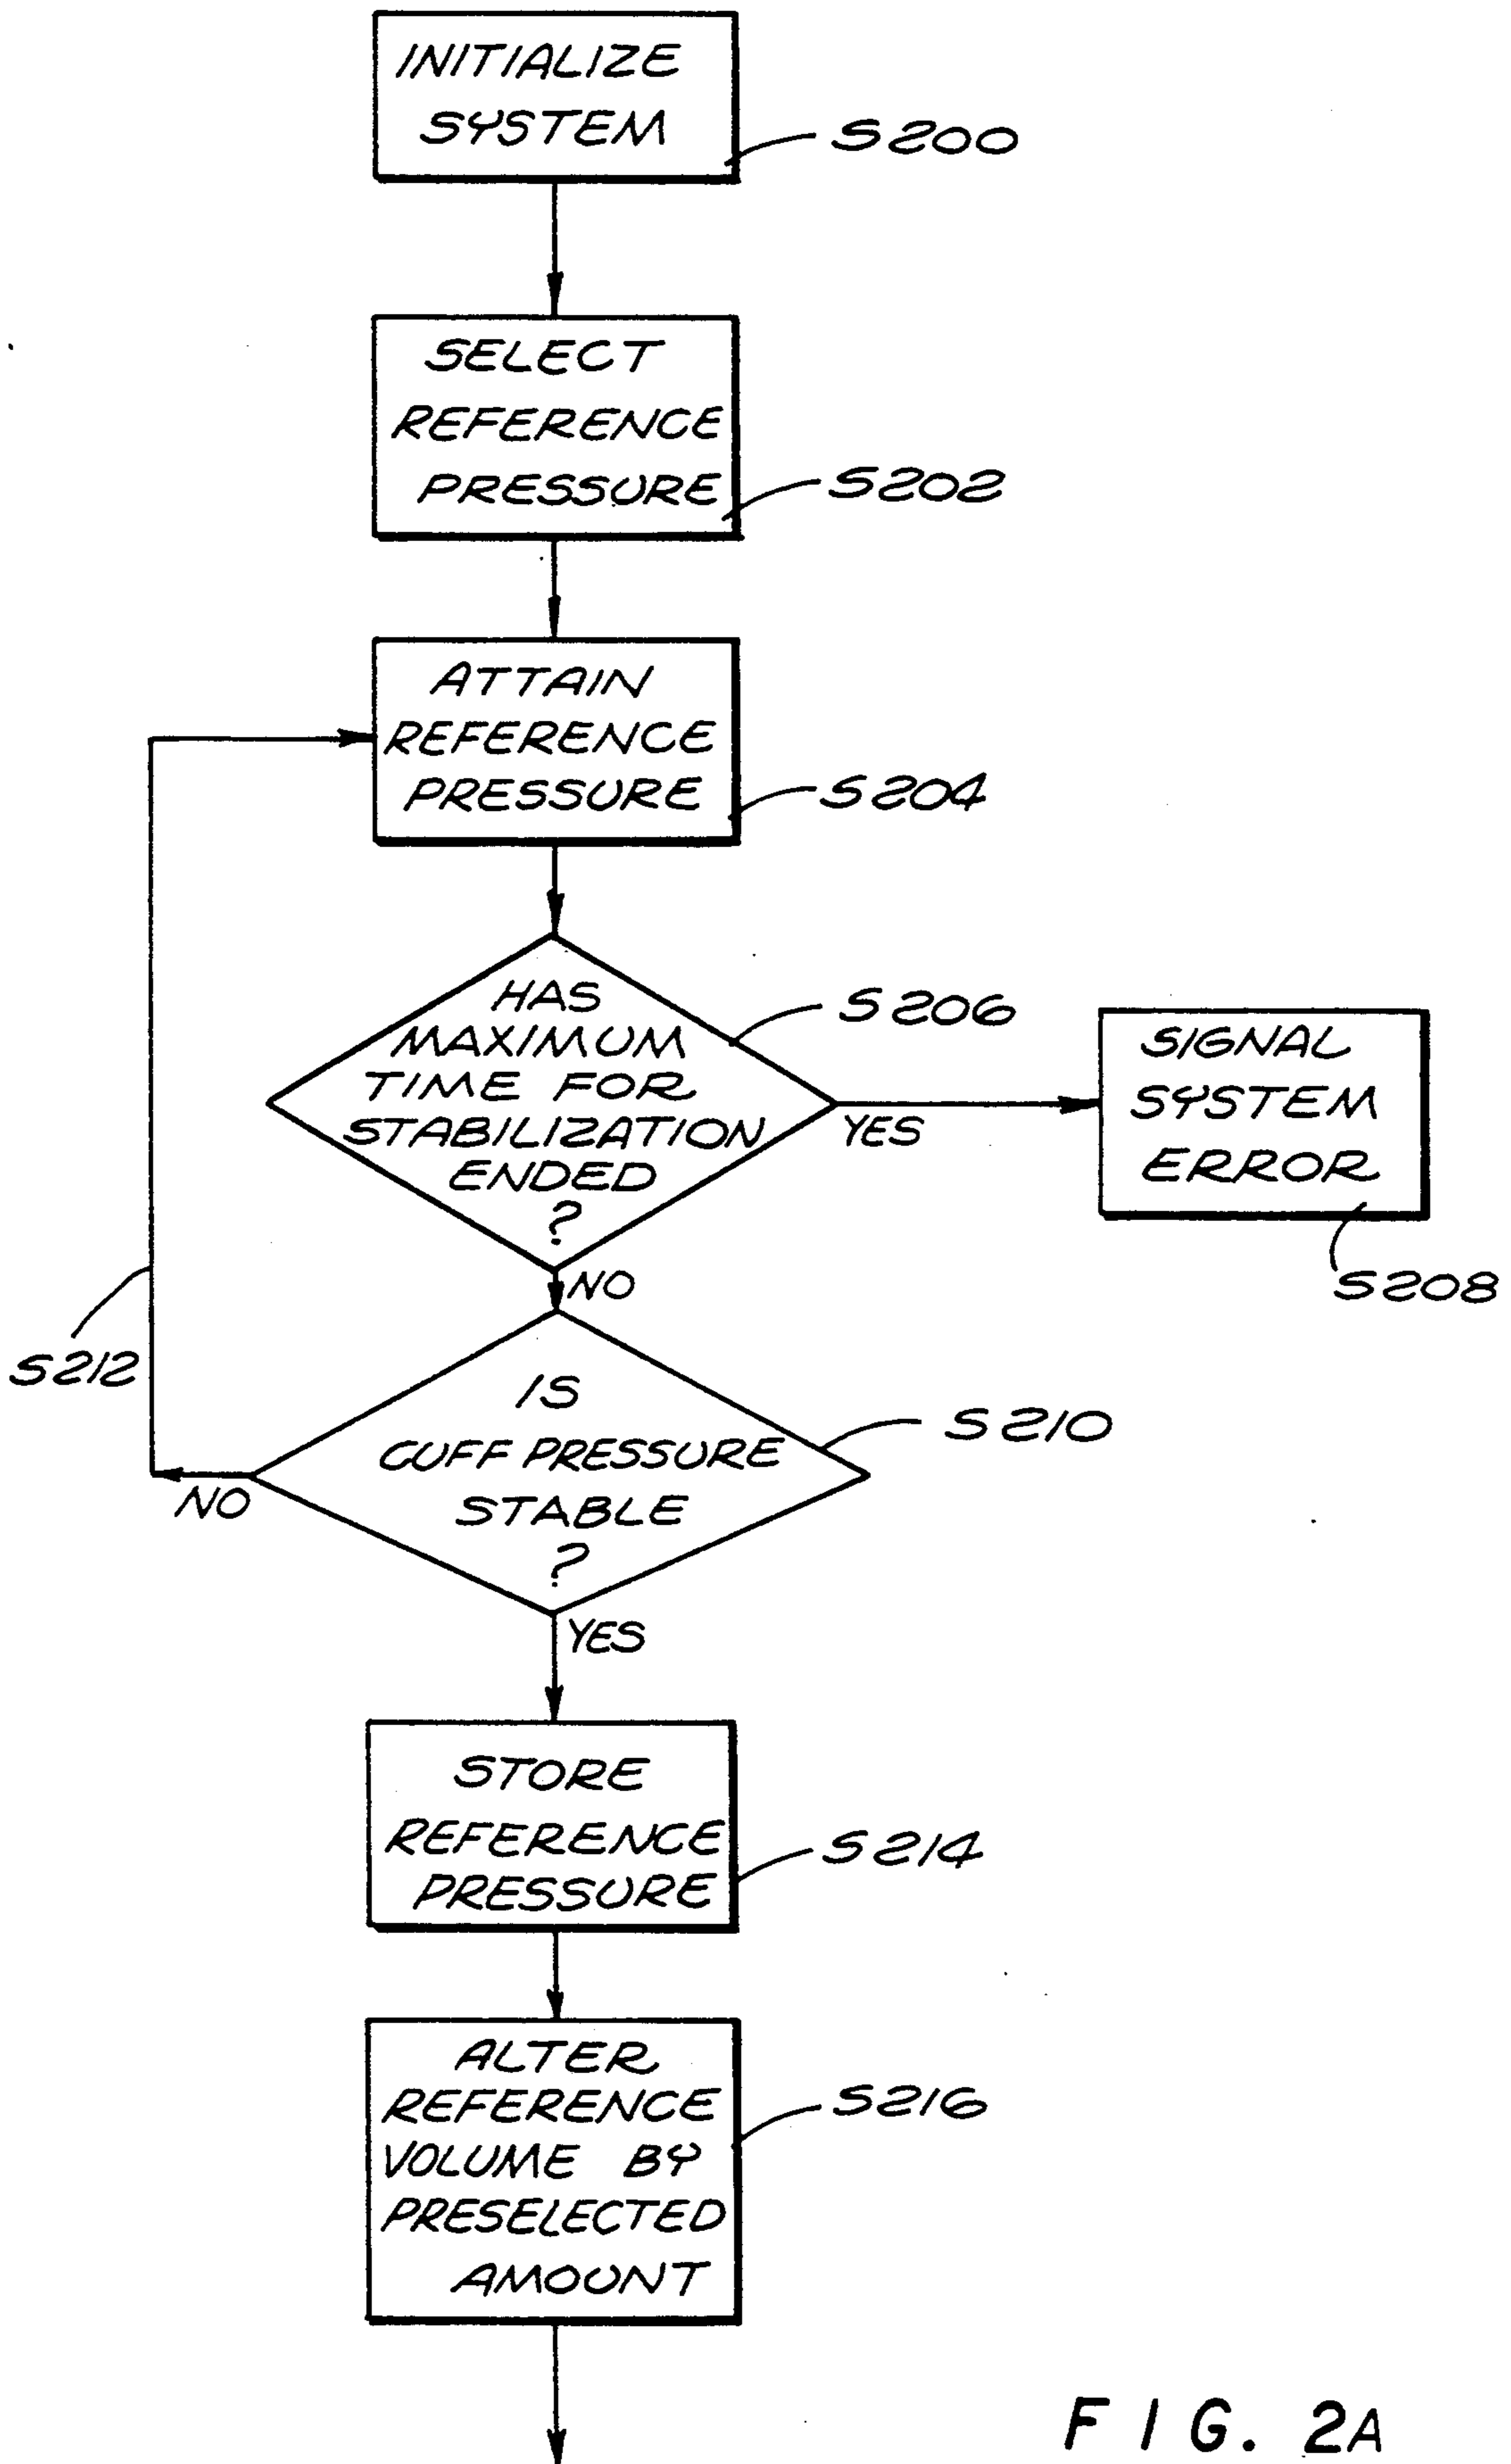 INITIALIZE
SYSTEM
S200
SELECT
REFERENCE
PRESSURE
S202
ATTAIN
REFERENCE
PRESSURE
S204
HAS
MAXIMUM
TIME FOR
STABILIZATION
ENDED
?
S206
YES
SIGNAL
SYSTEM
ERROR
S208
NO
S212
IS
CUFF PRESSURE
STABLE
?
S210
NO
YES
STORE
REFERENCE
PRESSURE
S214
ALTER
REFERENCE
VOLUME BY
PRESELECTED
AMOUNT
S216
FIG. 2A